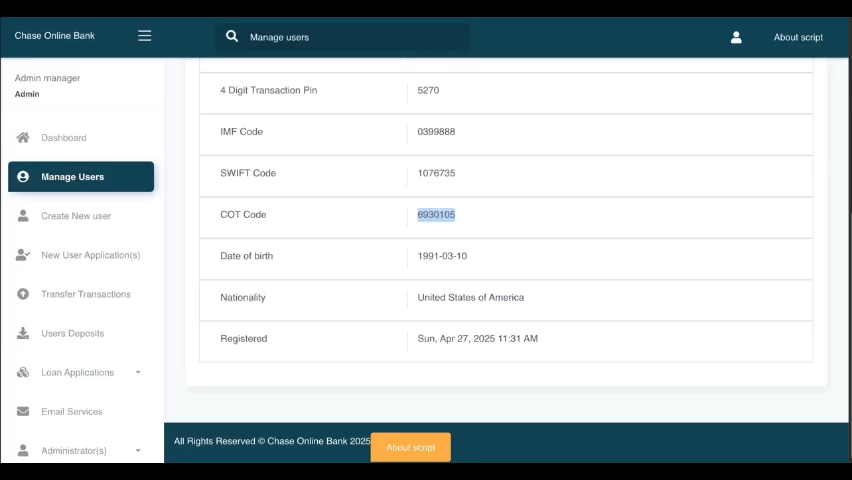 Chase Online Bank
Manage users
About script
Admin manager
Admin
Dashboard
Manage Users
Create New user
New User Application(s)
Transfer Transactions
Users Deposits
Loan Applications
Email Services
Administrator(s)
4 Digit Transaction Pin 5270
IMF Code 0399888
SWIFT Code 1076735
COT Code 6930105
Date of birth 1991-03-10
Nationality United States of America
Registered Sun, Apr 27, 2025 11:31 AM
All Rights Reserved © Chase Online Bank 2025
About script